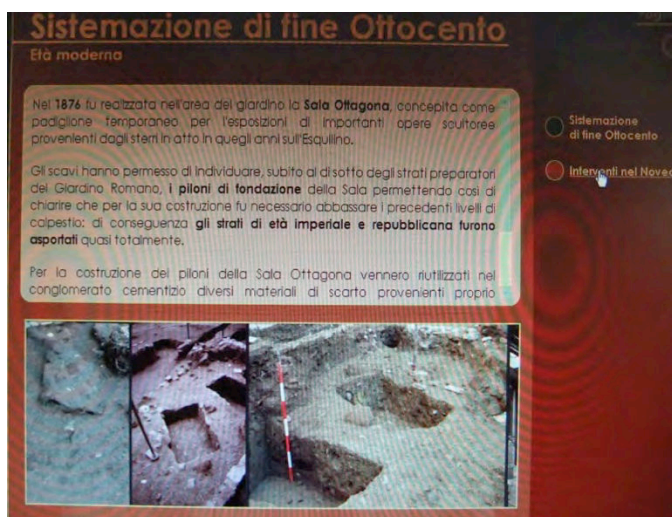 Sistemazione di fine Ottocento
Età moderna
Nel 1876 fu realizzata nell'area del giardino la Sala Ottagona, concepita come
padiglione temporaneo per l'esposizioni di importanti opere scultoree
provenienti dagli sterri in atto in quegli anni sull'Esquilino.
Gli scavi hanno permesso di individuare, subito al di sotto degli strati preparatori
del Giardino Romano, i piloni di fondazione della Sala permettendo così di
chiarire che per la sua costruzione fu necessario abbassare i precedenti livelli di
calpestio: di conseguenza gli strati di età imperiale e repubblicana furono
asportati quasi totalmente.
Per la costruzione dei piloni della Sala Ottagona vennero riutilizzati nel
conglomerato cementizio diversi materiali di scarto provenienti proprio
Sistemazione
di fine Ottocento
Interventi nel Novec